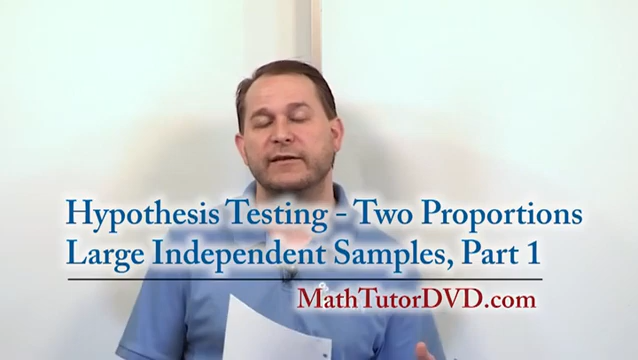 Hypothesis Testing - Two Proportions
Large Independent Samples, Part 1
MathTutorDVD.com